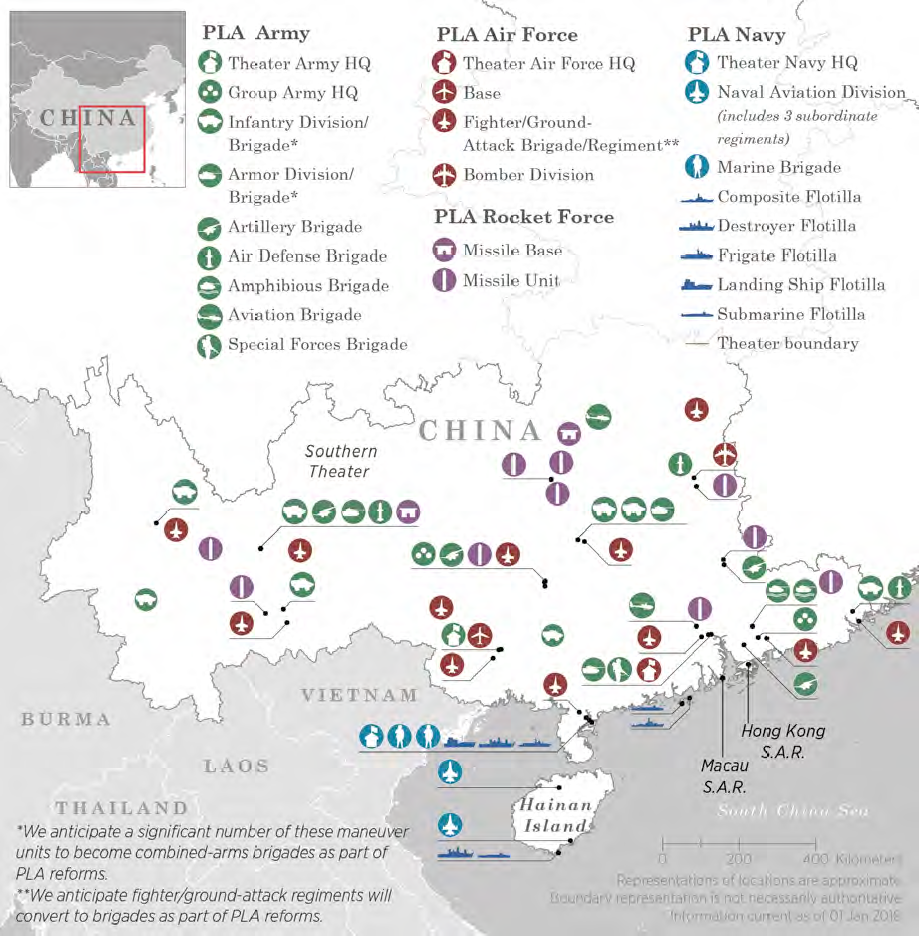 CHINA
PLA Army
Theater Army HQ
Group Army HQ
Infantry Division/
Brigade*
Armor Division/
Brigade*
Artillery Brigade
Air Defense Brigade
Amphibious Brigade
Aviation Brigade
Special Forces Brigade
PLA Air Force
Theater Air Force HQ
Base
Fighter/Ground-
Attack Brigade/Regiment**
Bomber Division
PLA Rocket Force
Missile Base
Missile Unit
PLA Navy
Theater Navy HQ
Naval Aviation Division
(includes 3 subordinate
regiments)
Marine Brigade
Composite Flotilla
Destroyer Flotilla
Frigate Flotilla
Landing Ship Flotilla
Submarine Flotilla
Theater boundary
CHINA
Southern
Theater
VIETNAM
BURMA
LAOS
THAILAND
Hong Kong
S.A.R.
Macau
S.A.R.
Hainan
Island
South China Sea
0 200 400 Kilometers
*We anticipate a significant number of these maneuver
units to become combined-arms brigades as part of
PLA reforms.
**We anticipate fighter/ground-attack regiments will
convert to brigades as part of PLA reforms.
Representations of locations are approximate.
Boundary representation is not necessarily authoritative.
Information current as of 01 Jan 2018